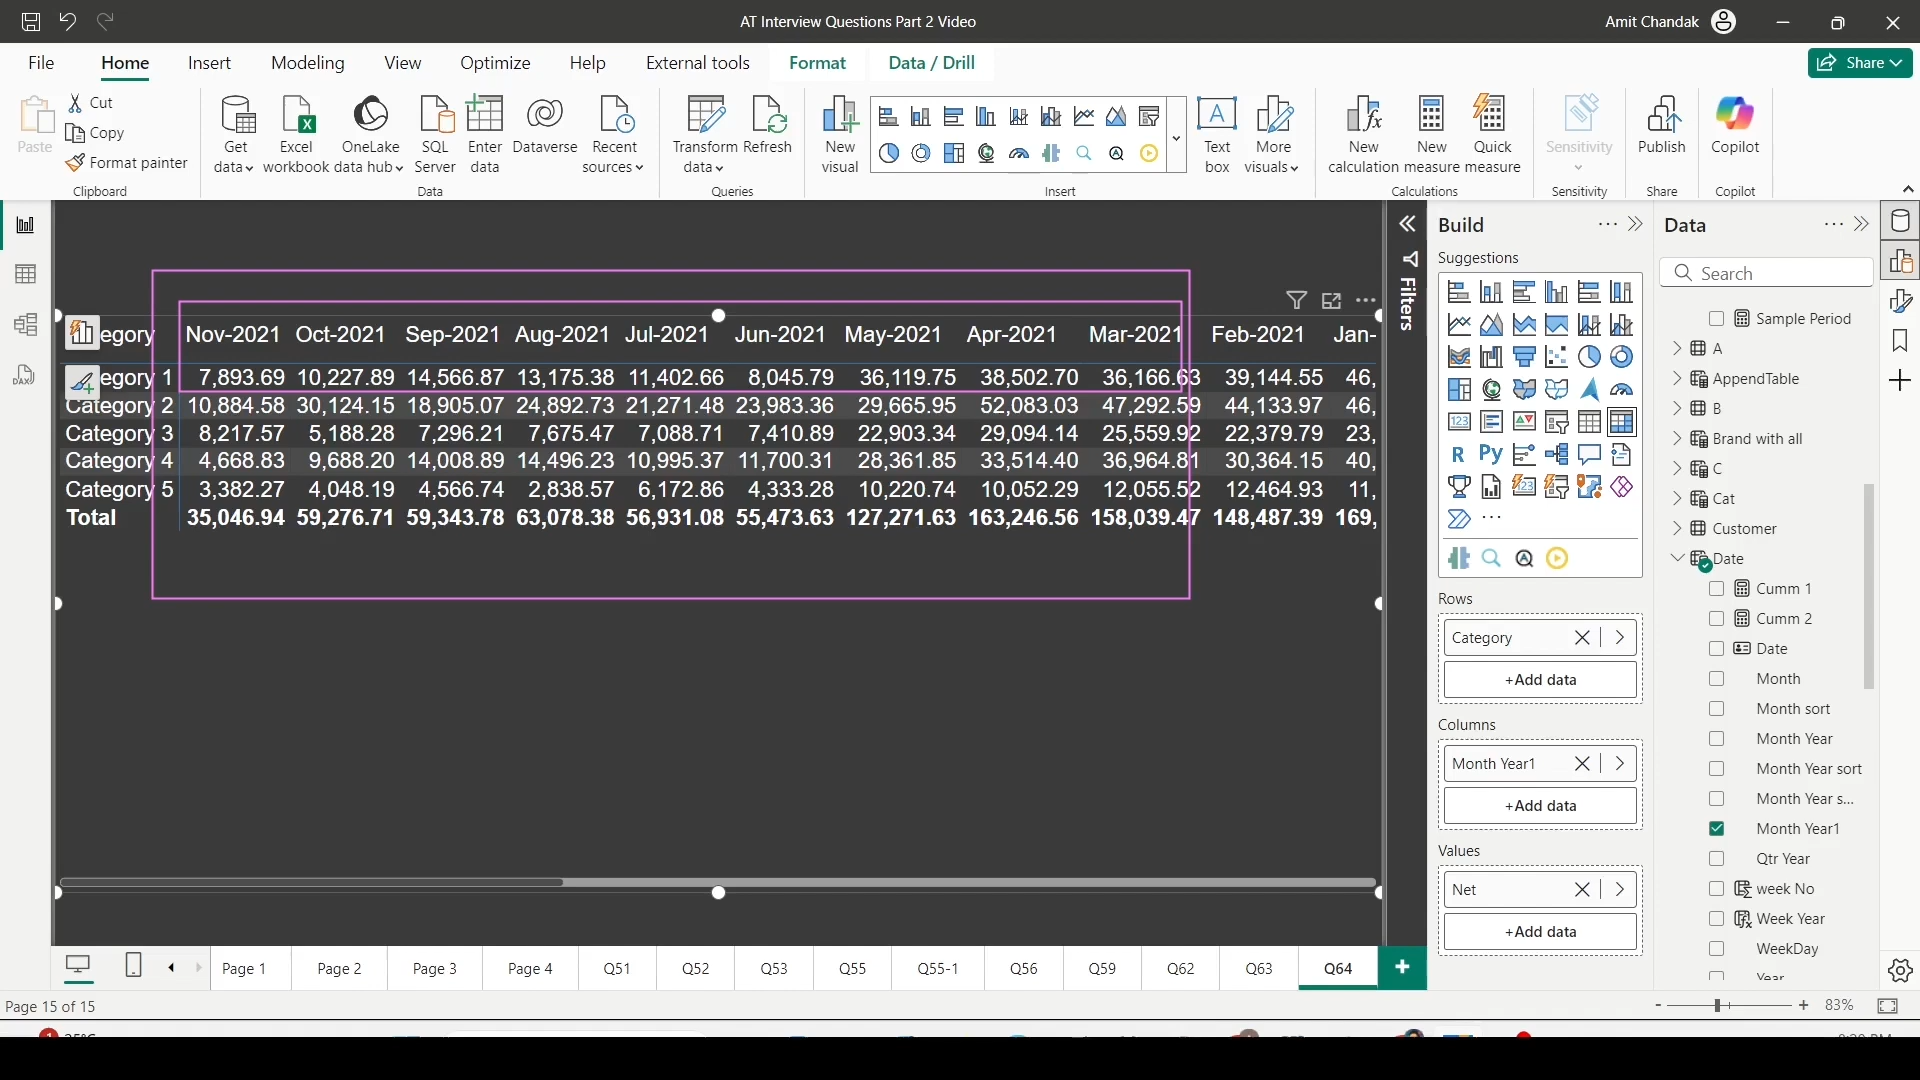 AT Interview Questions Part 2 Video
Amit Chandak
File Home Insert Modeling View Optimize Help External tools Format Data / Drill
Share
Paste
Cut
Copy
Format painter
Clipboard
Get data
Excel workbook
OneLake data hub
SQL Server
Enter data
Dataverse
Recent sources
Data
Transform data
Refresh
Queries
New visual
Text box
More visuals
Insert
New calculation
New measure
Quick measure
Calculations
Sensitivity
Sensitivity
Publish
Share
Copilot
Copilot
egory Nov-2021 Oct-2021 Sep-2021 Aug-2021 Jul-2021 Jun-2021 May-2021 Apr-2021 Mar-2021 Feb-2021 Jan-
egory 1 7,893.69 10,227.89 14,566.87 13,175.38 11,402.66 8,045.79 36,119.75 38,502.70 36,166.63 39,144.55 46,
Category 2 10,884.58 30,124.15 18,905.07 24,892.73 21,271.48 23,983.36 29,665.95 52,083.03 47,292.59 44,133.97 46,
Category 3 8,217.57 5,188.28 7,296.21 7,675.47 7,088.71 7,410.89 22,903.34 29,094.14 25,559.92 22,379.79 23,
Category 4 4,668.83 9,688.20 14,008.89 14,496.23 10,995.37 11,700.31 28,361.85 33,514.40 36,964.81 30,364.15 40,
Category 5 3,382.27 4,048.19 4,566.74 2,838.57 6,172.86 4,333.28 10,220.74 10,052.29 12,055.52 12,464.93 11,
Total 35,046.94 59,276.71 59,343.78 63,078.38 56,931.08 55,473.63 127,271.63 163,246.56 158,039.47 148,487.39 169,
Filters
Build
Suggestions
R Py
123
Rows
Category
+Add data
Columns
Month Year1
+Add data
Values
Net
+Add data
Data
Search
Sample Period
A
AppendTable
B
Brand with all
C
Cat
Customer
Date
Cumm 1
Cumm 2
Date
Month
Month sort
Month Year
Month Year sort
Month Year s...
Month Year1
Qtr Year
week No
Week Year
WeekDay
Year
DAX
Page 1 Page 2 Page 3 Page 4 Q51 Q52 Q53 Q55 Q55-1 Q56 Q59 Q62 Q63 Q64 +
Page 15 of 15
- + 83%